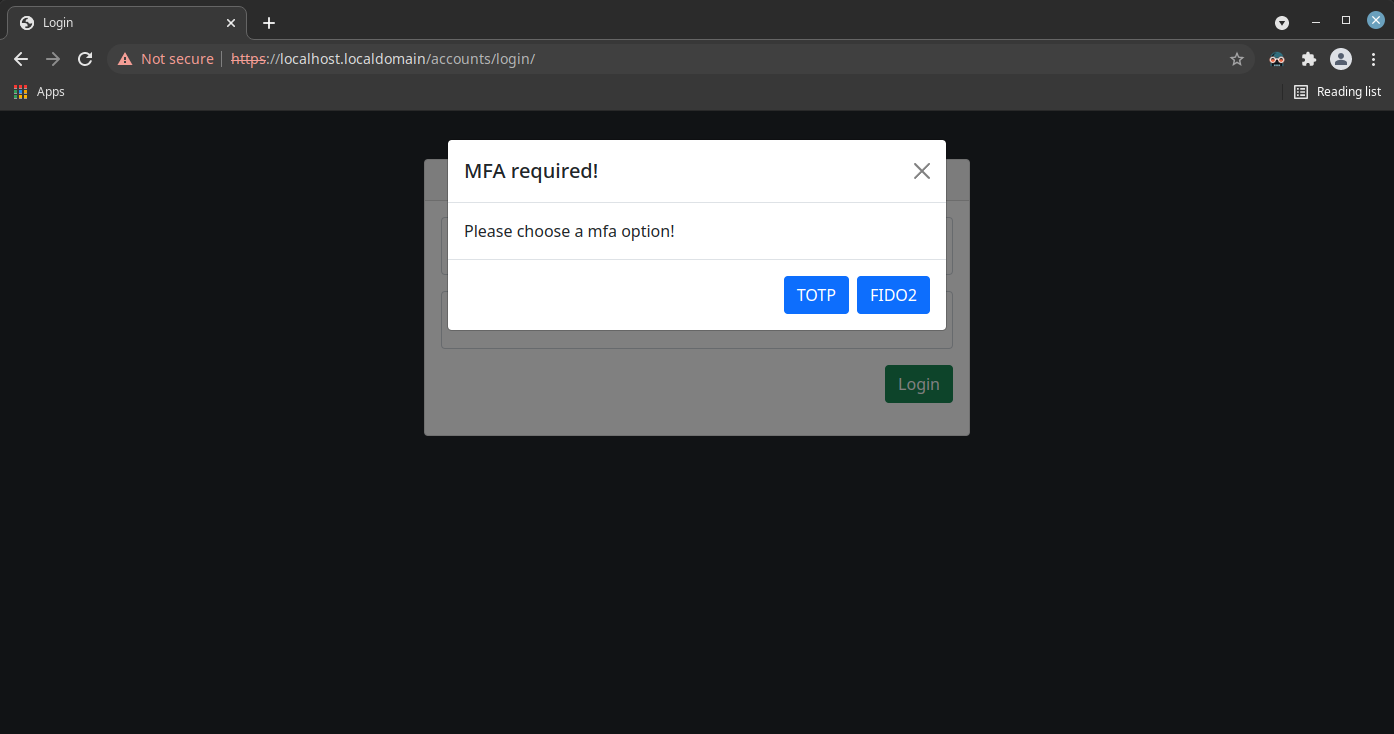 Login
Not secure https://localhost.localdomain/accounts/login/
Apps Reading list
MFA required!
Please choose a mfa option!
TOTP FIDO2
Login